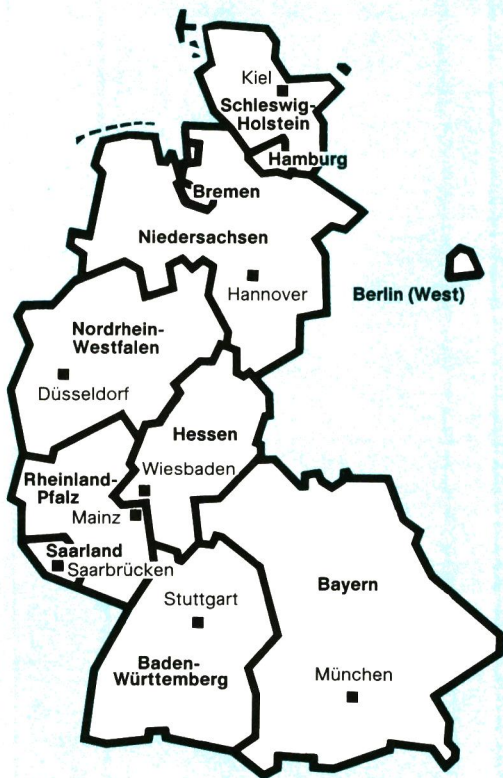 Kiel
Schleswig-
Holstein
Hamburg
Bremen
Niedersachsen
Hannover
Berlin (West)
Nordrhein-
Westfalen
Düsseldorf
Hessen
Wiesbaden
Rheinland-
Pfalz
Mainz
Saarland
Saarbrücken
Stuttgart
Bayern
Baden-
Württemberg
München